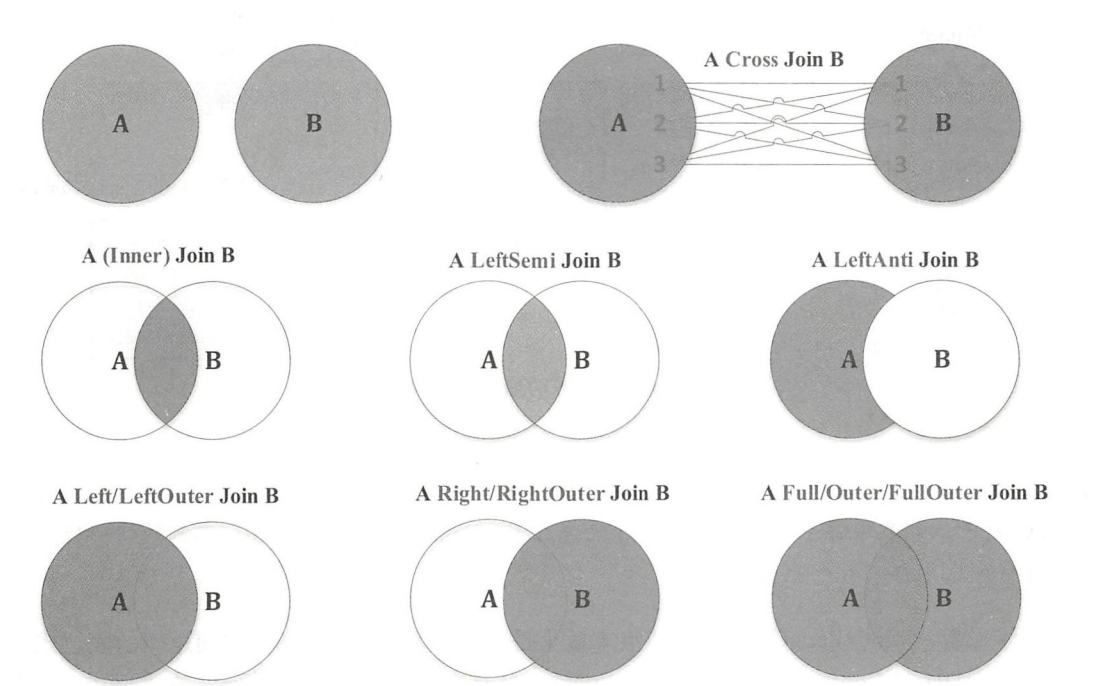 A
B
A Cross Join B
A
1
2
3
1
2
3
B
A (Inner) Join B
A
B
A LeftSemi Join B
A
B
A LeftAnti Join B
A
B
A Left/LeftOuter Join B
A
B
A Right/RightOuter Join B
A
B
A Full/Outer/FullOuter Join B
A
B